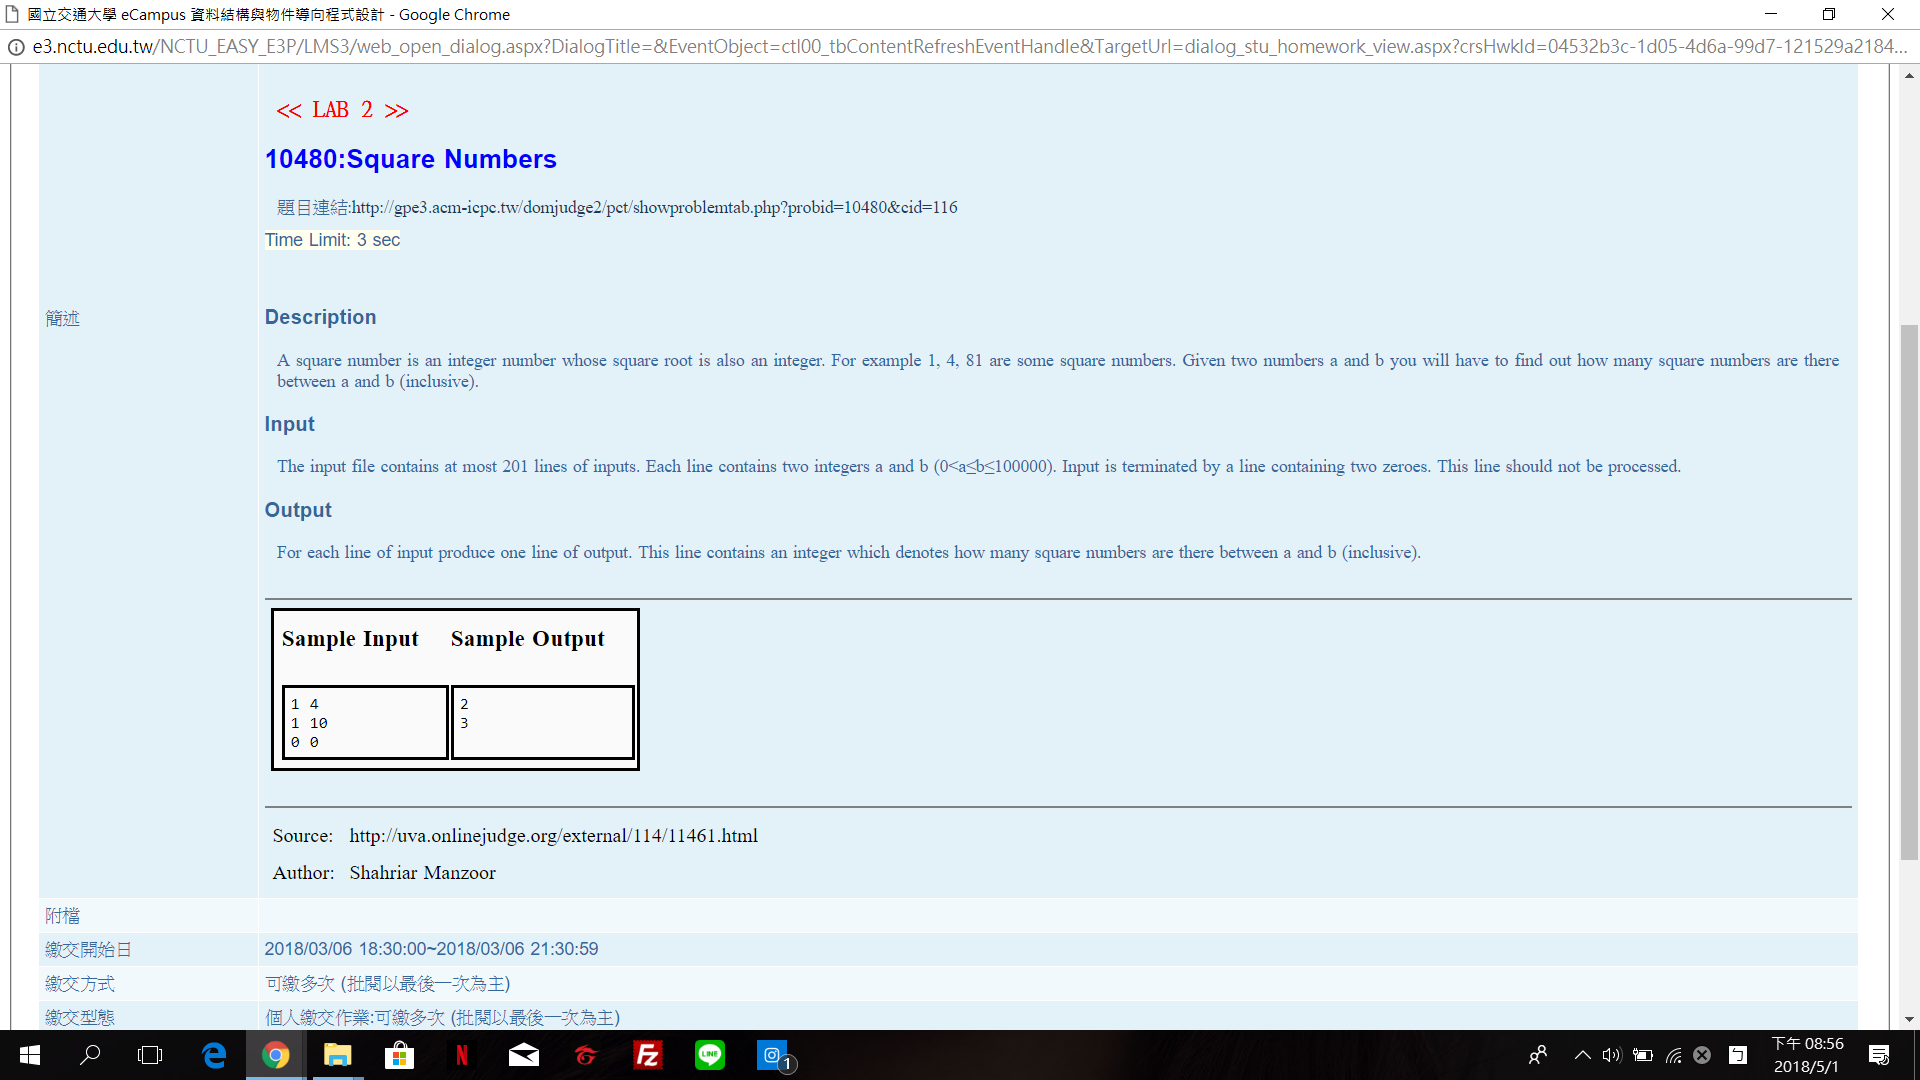 國立交通大學 eCampus 資料結構與物件導向程式設計 - Google Chrome
e3.nctu.edu.tw/NCTU_EASY_E3P/LMS3/web_open_dialog.aspx?DialogTitle=&EventObject=ctl00_tbContentRefreshEventHandle&TargetUrl=dialog_stu_homework_view.aspx?crsHwkId=04532b3c-1d05-4d6a-99d7-121529a2184...
<< LAB 2 >>
10480:Square Numbers
題目連結:http://gpe3.acm-icpc.tw/domjudge2/pct/showproblemtab.php?probid=10480&cid=116
Time Limit: 3 sec
簡述
Description
A square number is an integer number whose square root is also an integer. For example 1, 4, 81 are some square numbers. Given two numbers a and b you will have to find out how many square numbers are there
between a and b (inclusive).
Input
The input file contains at most 201 lines of inputs. Each line contains two integers a and b (0<a≤b≤100000). Input is terminated by a line containing two zeroes. This line should not be processed.
Output
For each line of input produce one line of output. This line contains an integer which denotes how many square numbers are there between a and b (inclusive).
Sample Input Sample Output
1 4 2
1 10 3
0 0
Source: http://uva.onlinejudge.org/external/114/11461.html
Author: Shahriar Manzoor
附檔
繳交開始日 2018/03/06 18:30:00~2018/03/06 21:30:59
繳交方式 可繳多次 (批閱以最後一次為主)
繳交型態 個人繳交作業:可繳多次 (批閱以最後一次為主)
e N Fz LINE 1
下午 08:56
2018/5/1